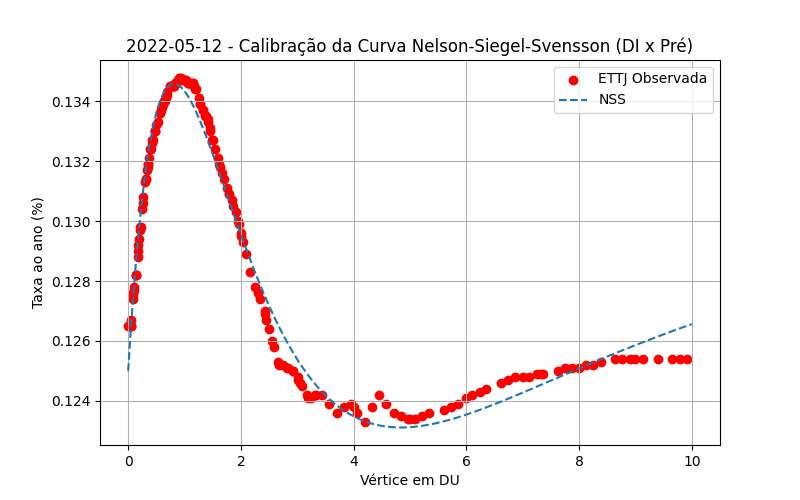 2022-05-12 - Calibração da Curva Nelson-Siegel-Svensson (DI x Pré)
ETTJ Observada
NSS
Taxa ao ano (%)
0.134
0.132
0.130
0.128
0.126
0.124
0 2 4 6 8 10
Vértice em DU